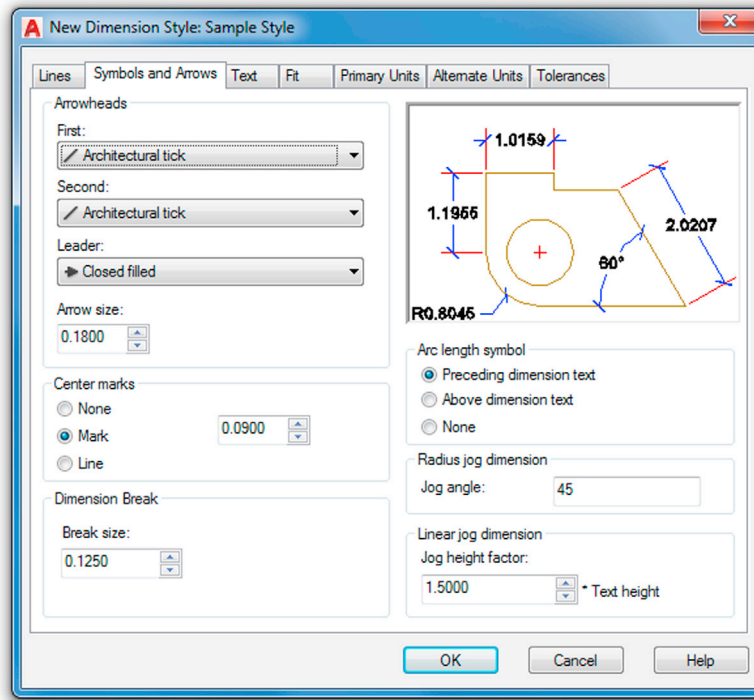 New Dimension Style: Sample Style
Lines
Symbols and Arrows
Text
Fit
Primary Units
Alternate Units
Tolerances
Arrowheads
First:
Architectural tick
Second:
Architectural tick
Leader:
Closed filled
Arrow size:
0.1800
Center marks
None
Mark
Line
0.0900
Dimension Break
Break size:
0.1250
1.0159
1.1955
2.0207
60°
R0.8045
Arc length symbol
Preceding dimension text
Above dimension text
None
Radius jog dimension
Jog angle:
45
Linear jog dimension
Jog height factor:
1.5000
* Text height
OK
Cancel
Help